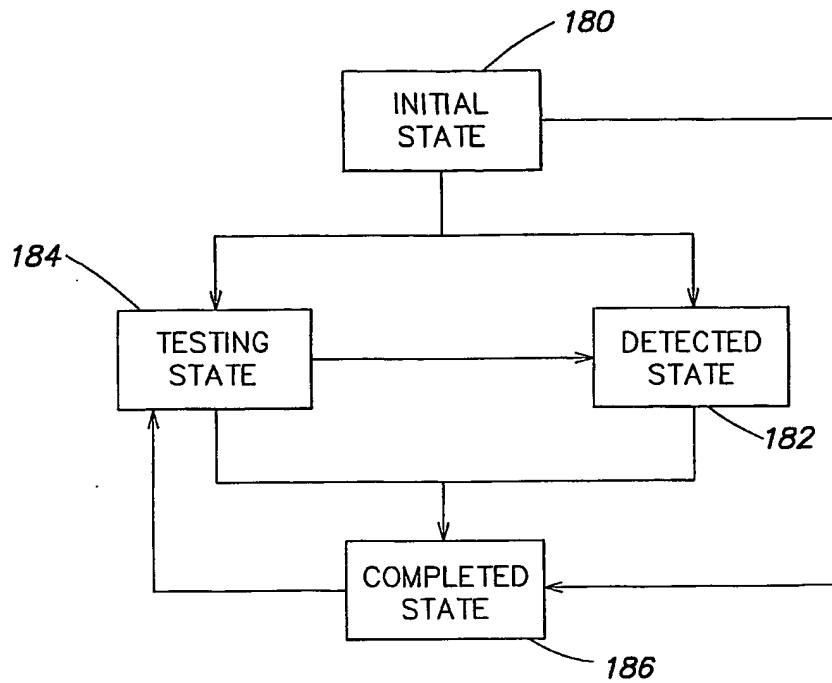 180
INITIAL
STATE
184
TESTING
STATE
DETECTED
STATE
182
COMPLETED
STATE
186